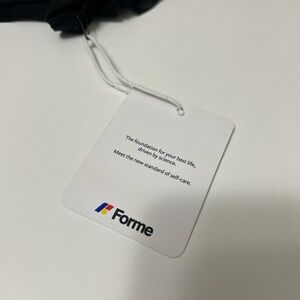 The foundation for your best life,
driven by science.
Meet the new standard of self-care.
Forme